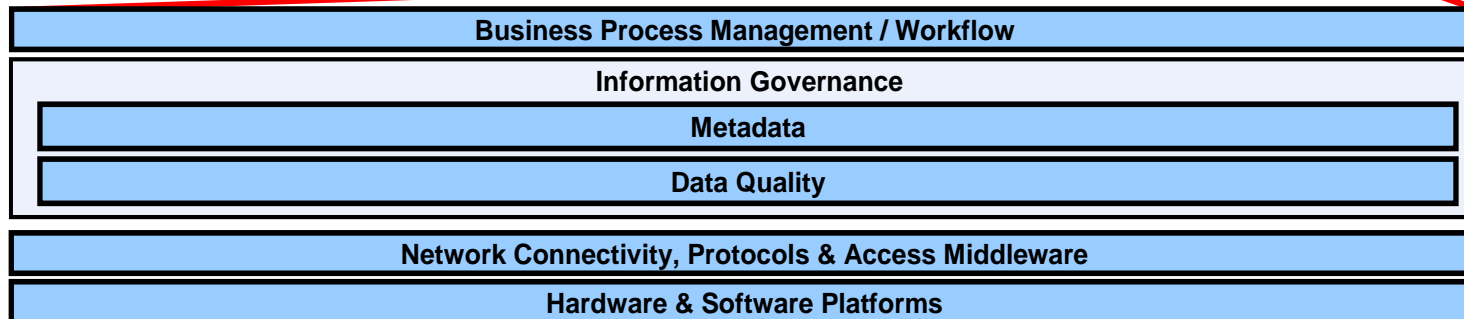 Business Process Management / Workflow
Information Governance
Metadata
Data Quality
Network Connectivity, Protocols & Access Middleware
Hardware & Software Platforms